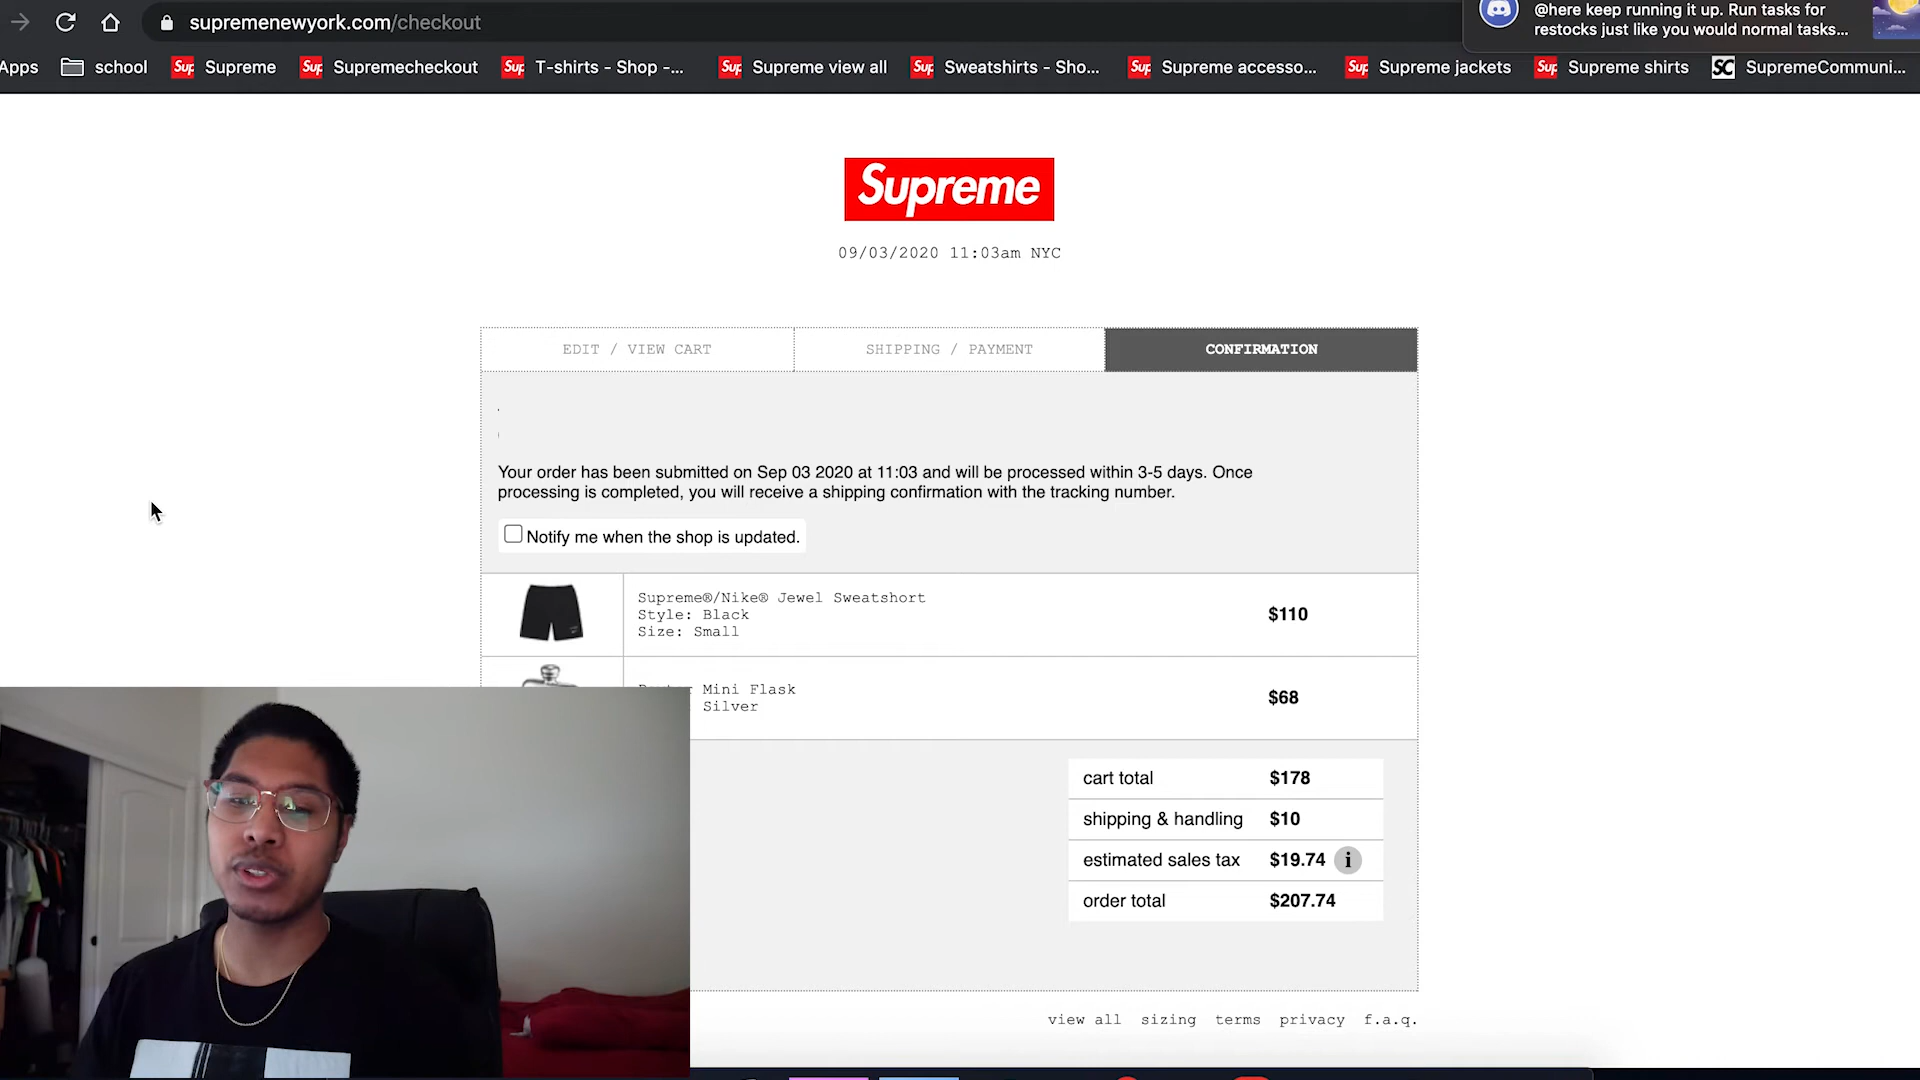 supremenewyork.com/checkout
@here keep running it up. Run tasks for
restocks just like you would normal tasks...
Apps school Supreme Supremecheckout T-shirts - Shop -... Supreme view all Sweatshirts - Sho... Supreme accesso... Supreme jackets Supreme shirts SC SupremeCommuni...
Supreme
09/03/2020 11:03am NYC
EDIT / VIEW CART SHIPPING / PAYMENT CONFIRMATION
Your order has been submitted on Sep 03 2020 at 11:03 and will be processed within 3-5 days. Once
processing is completed, you will receive a shipping confirmation with the tracking number.
Notify me when the shop is updated.
Supreme®/Nike® Jewel Sweatshort
Style: Black
Size: Small
$110
Mini Flask
Silver
$68
cart total $178
shipping & handling $10
estimated sales tax $19.74 i
order total $207.74
view all sizing terms privacy f.a.q.